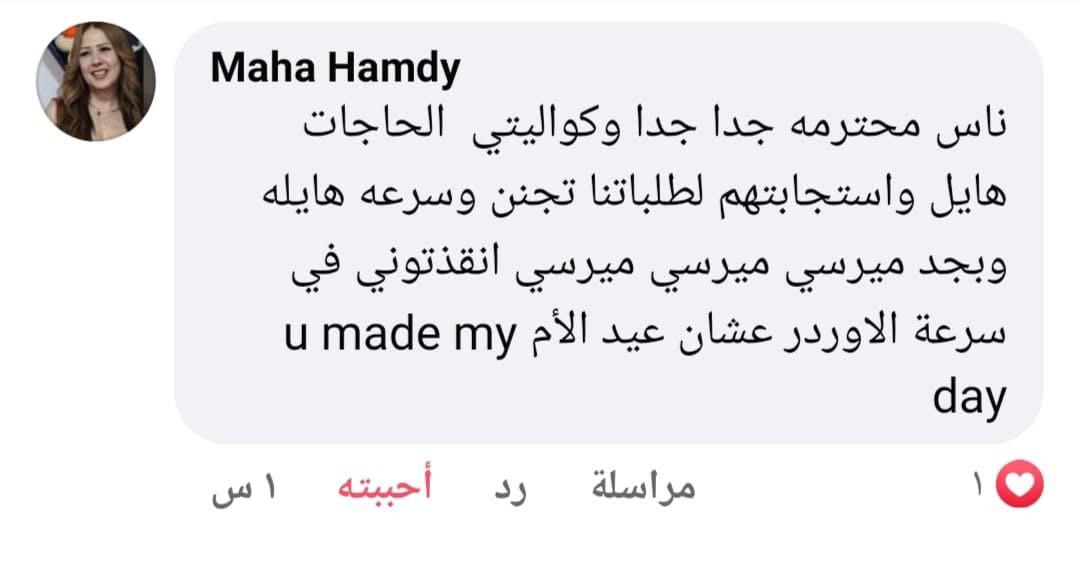 Maha Hamdy
ناس محترمه جدا جدا وكواليتي الحاجات
هايل واستجابتهم لطلباتنا تجنن وسرعه هايله
وبجد ميرسي ميرسي ميرسي انقذتوني في
سرعة الاوردر عشان عيد الأم u made my
day
١ س أحببته رد مراسلة ١